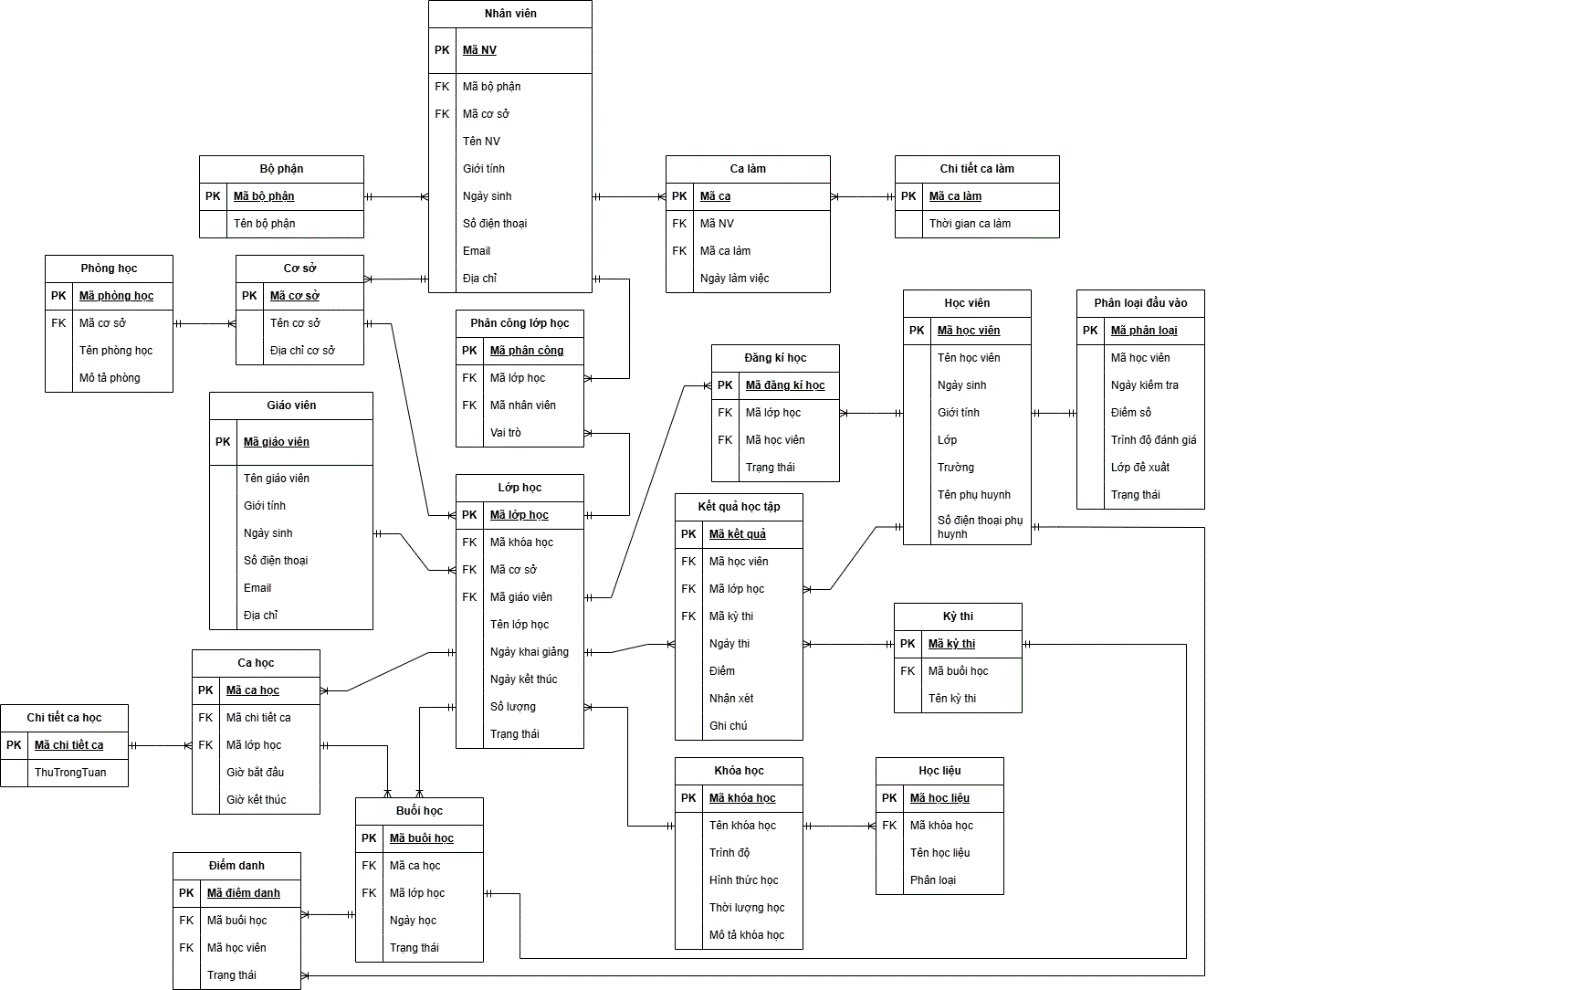 Nhân viên
PK Mã NV
FK Mã bộ phận
FK Mã cơ sở
Tên NV
Giới tính
Ngày sinh
Số điện thoại
Email
Địa chỉ
Bộ phận
PK Mã bộ phận
Tên bộ phận
Ca làm
PK Mã ca
FK Mã NV
FK Mã ca làm
Ngày làm việc
Chi tiết ca làm
PK Mã ca làm
Thời gian ca làm
Phòng học
PK Mã phòng học
FK Mã cơ sở
Tên phòng học
Mô tả phòng
Cơ sở
PK Mã cơ sở
Tên cơ sở
Địa chỉ cơ sở
Phân công lớp học
PK Mã phân công
FK Mã lớp học
FK Mã nhân viên
Vai trò
Học viên
PK Mã học viên
Tên học viên
Ngày sinh
Giới tính
Lớp
Trường
Tên phụ huynh
Số điện thoại phụ
huynh
Phân loại đầu vào
PK Mã phân loại
Mã học viên
Ngày kiểm tra
Điểm số
Trình độ đánh giá
Lớp đề xuất
Trạng thái
Đăng kí học
PK Mã đăng kí học
FK Mã lớp học
FK Mã học viên
Trạng thái
Giáo viên
PK Mã giáo viên
Tên giáo viên
Giới tính
Ngày sinh
Số điện thoại
Email
Địa chỉ
Lớp học
PK Mã lớp học
FK Mã khóa học
FK Mã cơ sở
FK Mã giáo viên
Tên lớp học
Ngày khai giảng
Ngày kết thúc
Số lượng
Trạng thái
Kết quả học tập
PK Mã kết quả
FK Mã học viên
FK Mã lớp học
FK Mã kỳ thi
Ngày thi
Điểm
Nhận xét
Ghi chú
Kỳ thi
PK Mã kỳ thi
FK Mã buổi học
Tên kỳ thi
Ca học
PK Mã ca học
FK Mã chi tiết ca
FK Mã lớp học
Giờ bắt đầu
Giờ kết thúc
Chi tiết ca học
PK Mã chi tiết ca
ThuTrongTuan
Khóa học
PK Mã khóa học
Tên khóa học
Trình độ
Hình thức học
Thời lượng học
Mô tả khóa học
Học liệu
PK Mã học liệu
FK Mã khóa học
Tên học liệu
Phân loại
Buổi học
PK Mã buổi học
FK Mã ca học
FK Mã lớp học
Ngày học
Trạng thái
Điểm danh
PK Mã điểm danh
FK Mã buổi học
FK Mã học viên
Trạng thái